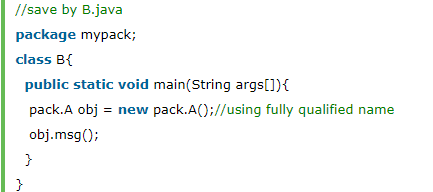 //save by B.java
package mypack;
class B{
public static void main(String args[]){
pack.A obj = new pack.A();//using fully qualified name
obj.msg();
}
}